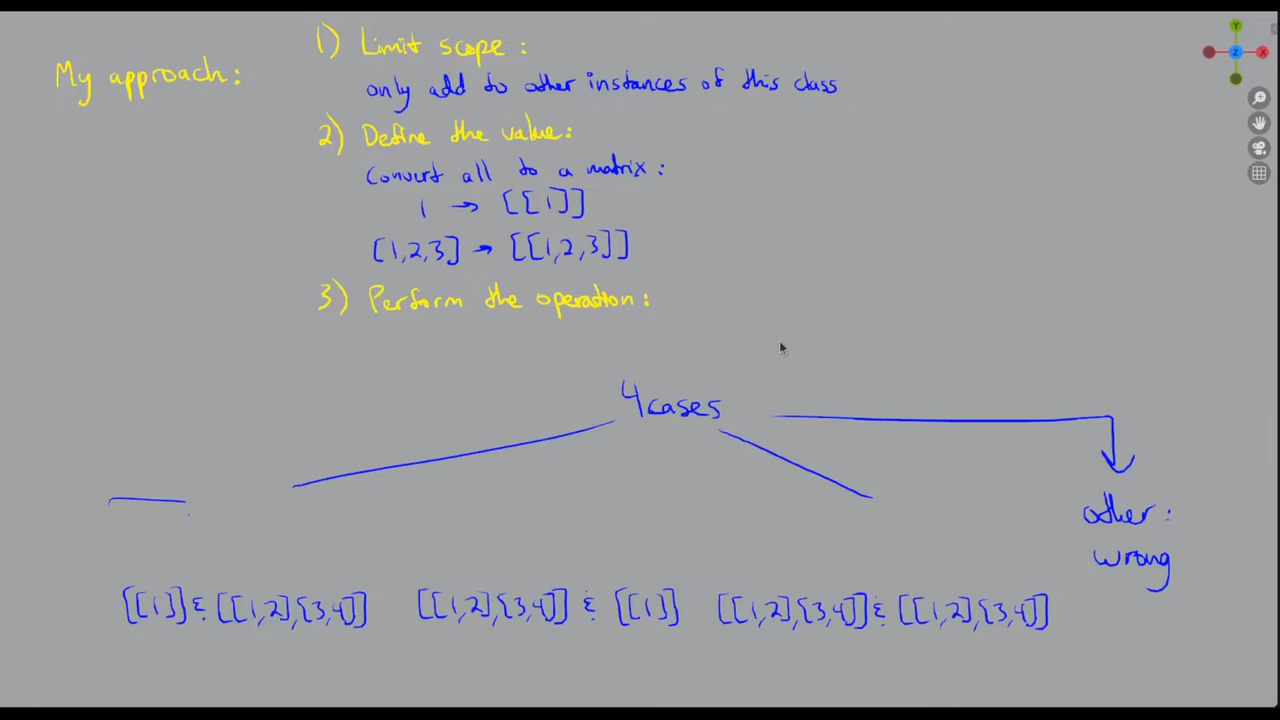 My approach:
1) Limit scope:
only add to other instances of this class
2) Define the value:
Convert all to a matrix:
1 → [[1]]
[1,2,3] → [[1,2,3]]
3) Perform the operation:
4 cases
other:
wrong
[[1]] & [[1,2],[3,4]]
[[1,2],[3,4]] & [[1]]
[[1,2],[3,4]] & [[1,2],[3,4]]
Y
Z
X